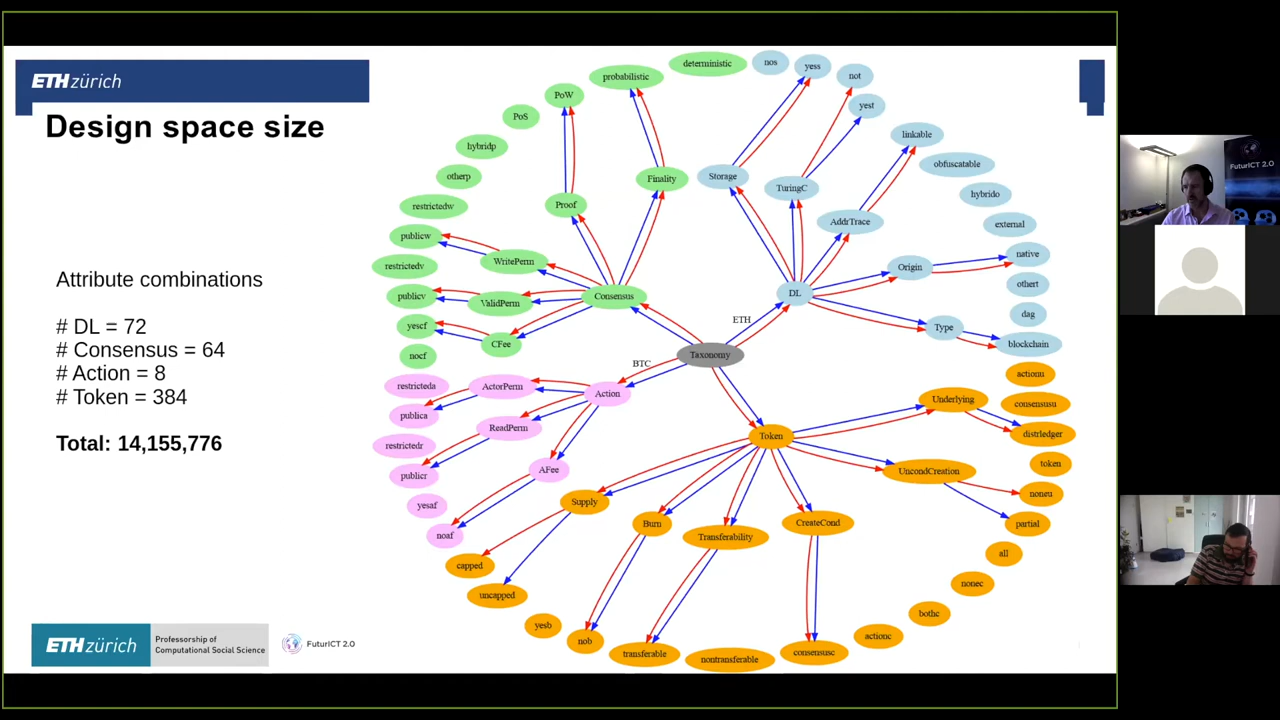 ETH zürich
Design space size
Attribute combinations
# DL = 72
# Consensus = 64
# Action = 8
# Token = 384
Total: 14,155,776
deterministic
probabilistic
PoW
PoS
hybridp
otherp
restrictedw
publicw
restrictedv
publicv
yescf
nocf
Finality
Proof
WritePerm
ValidPerm
CFee
Consensus
nos
yess
not
yest
linkable
obfuscatable
hybrido
external
native
othert
dag
blockchain
Storage
TuringC
AddrTrace
Origin
Type
DL
ETH
Taxonomy
BTC
restricteda
publica
restrictedr
publicr
yesaf
noaf
ActorPerm
ReadPerm
AFee
Action
actionu
consensusu
distrledger
token
noneu
partial
all
nonec
bothc
actionc
consensusc
nontransferable
transferable
nob
yesb
uncapped
capped
Underlying
UncondCreation
CreateCond
Transferability
Burn
Supply
Token
ETH zürich
Professorship of
Computational Social Science
FuturICT 2.0
FuturICT 2.0